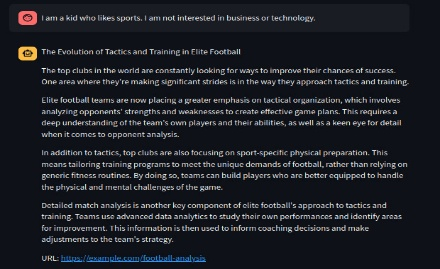 I am a kid who likes sports. I am not interested in business or technology.
The Evolution of Tactics and Training in Elite Football
The top clubs in the world are constantly looking for ways to improve their chances of success.
One area where they're making significant strides is in the way they approach tactics and training.
Elite football teams are now placing a greater emphasis on tactical organization, which involves
analyzing opponents' strengths and weaknesses to create effective game plans. This requires a
deep understanding of the team's own players and their abilities, as well as a keen eye for detail
when it comes to opponent analysis.
In addition to tactics, top clubs are also focusing on sport-specific physical preparation. This
means tailoring training programs to meet the unique demands of football, rather than relying on
generic fitness routines. By doing so, teams can build players who are better equipped to handle
the physical and mental challenges of the game.
Detailed match analysis is another key component of elite football's approach to tactics and
training. Teams use advanced data analytics to study their own performances and identify areas
for improvement. This information is then used to inform coaching decisions and make
adjustments to the team's strategy.
URL: https://example.com/football-analysis